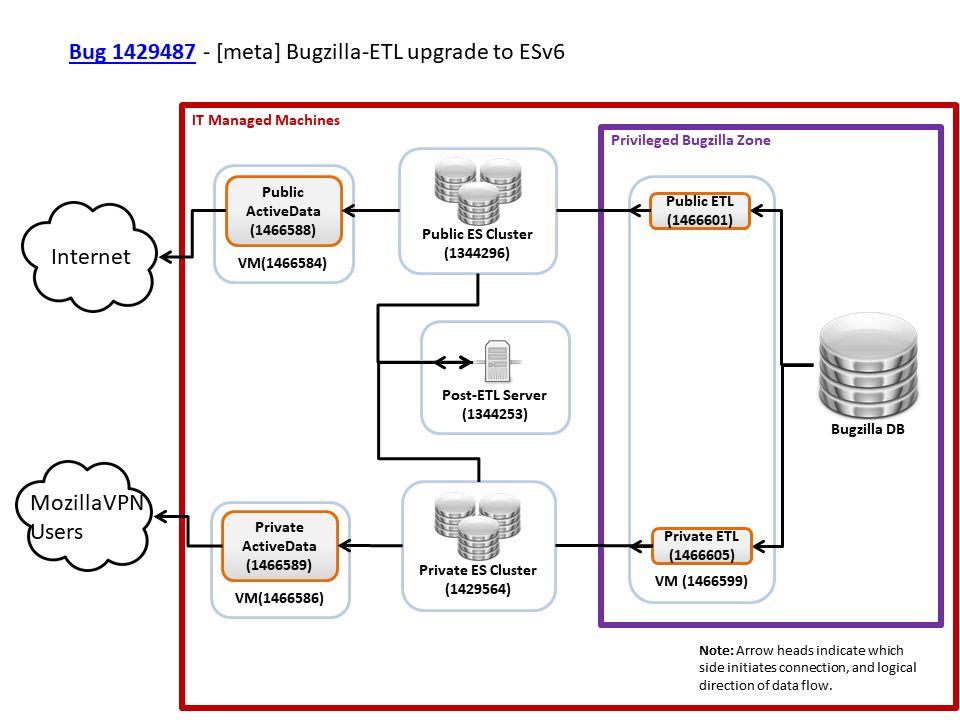 Bug 1429487 - [meta] Bugzilla-ETL upgrade to ESv6
IT Managed Machines
Privileged Bugzilla Zone
Public
ActiveData
(1466588)
VM(1466584)
Public ES Cluster
(1344296)
Public ETL
(1466601)
Internet
Post-ETL Server
(1344253)
Bugzilla DB
MozillaVPN
Users
Private
ActiveData
(1466589)
VM(1466586)
Private ES Cluster
(1429564)
Private ETL
(1466605)
VM (1466599)
Note: Arrow heads indicate which
side initiates connection, and logical
direction of data flow.